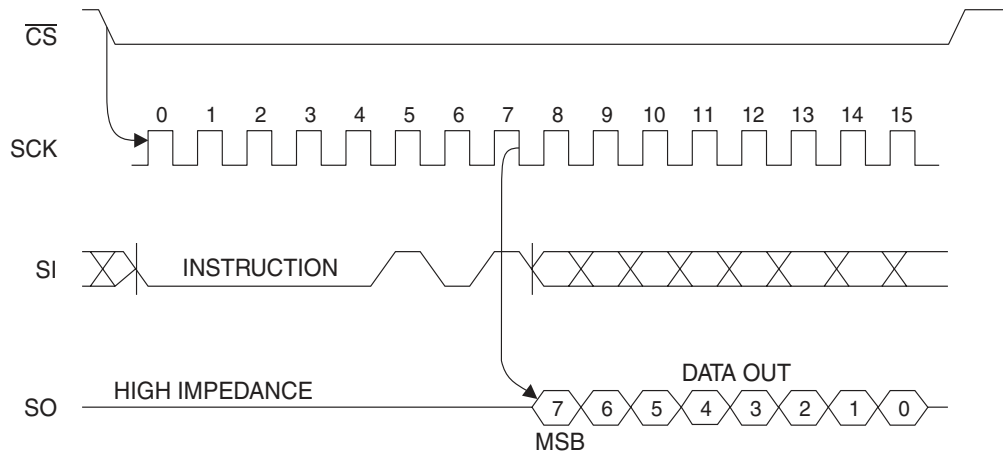 CS
0 1 2 3 4 5 6 7 8 9 10 11 12 13 14 15
SCK
SI
INSTRUCTION
HIGH IMPEDANCE
DATA OUT
SO
7 6 5 4 3 2 1 0
MSB